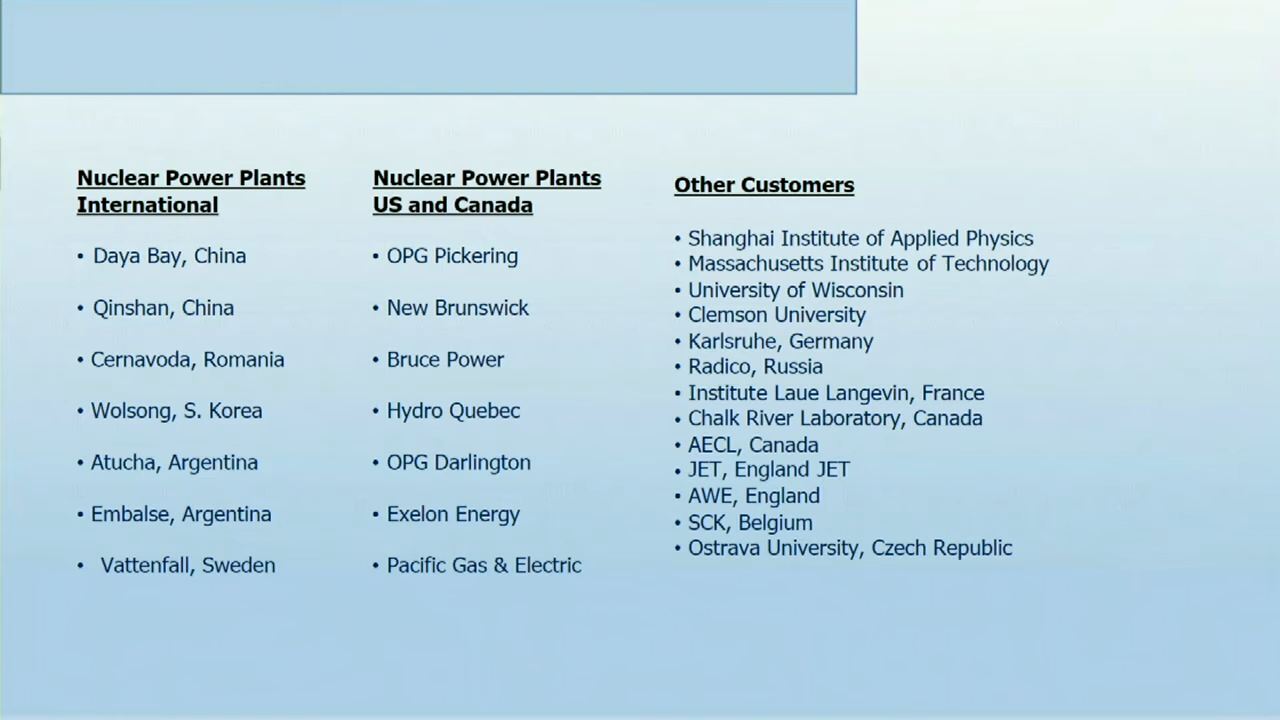 Nuclear Power Plants
International
• Daya Bay, China
• Qinshan, China
• Cernavoda, Romania
• Wolsong, S. Korea
• Atucha, Argentina
• Embalse, Argentina
• Vattenfall, Sweden
Nuclear Power Plants
US and Canada
• OPG Pickering
• New Brunswick
• Bruce Power
• Hydro Quebec
• OPG Darlington
• Exelon Energy
• Pacific Gas & Electric
Other Customers
• Shanghai Institute of Applied Physics
• Massachusetts Institute of Technology
• University of Wisconsin
• Clemson University
• Karlsruhe, Germany
• Radico, Russia
• Institute Laue Langevin, France
• Chalk River Laboratory, Canada
• AECL, Canada
• JET, England JET
• AWE, England
• SCK, Belgium
• Ostrava University, Czech Republic